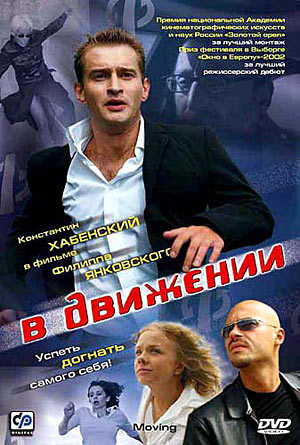 Премия национальной Академии
кинематографических искусств
и наук России «Золотой орел»
за лучший монтаж
Приз фестиваля в Выборге
«Окно в Европу»-2002
за лучший
режиссерский дебют
Константин
ХАБЕНСКИЙ
в фильме
Филиппа
ЯНКОВСКОГО
в движении
Успеть
догнать
самого себя!
Moving
DVD
VIDEO